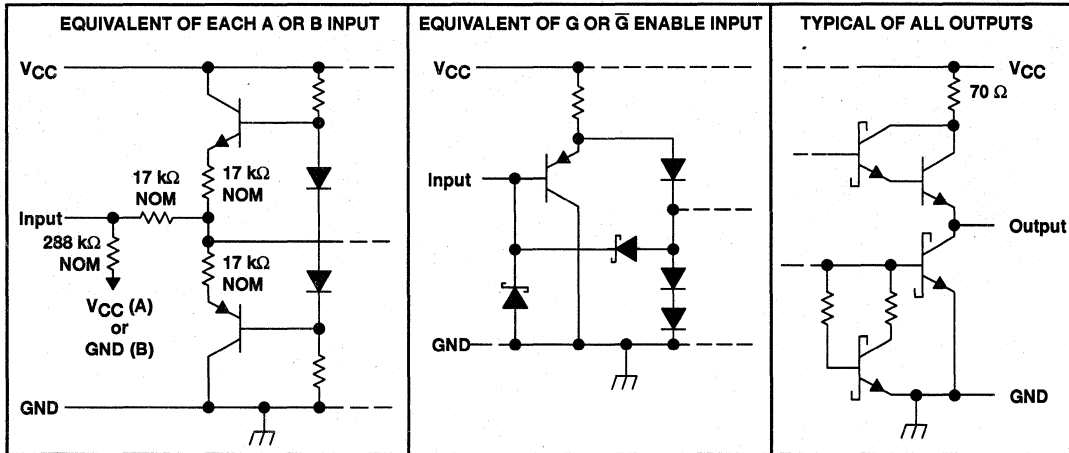 EQUIVALENT OF EACH A OR B INPUT
VCC
17 kΩ
NOM
17 kΩ
NOM
Input
288 kΩ
NOM
17 kΩ
NOM
VCC (A)
or
GND (B)
GND
EQUIVALENT OF G OR G̅ ENABLE INPUT
VCC
Input
GND
TYPICAL OF ALL OUTPUTS
VCC
70 Ω
Output
GND